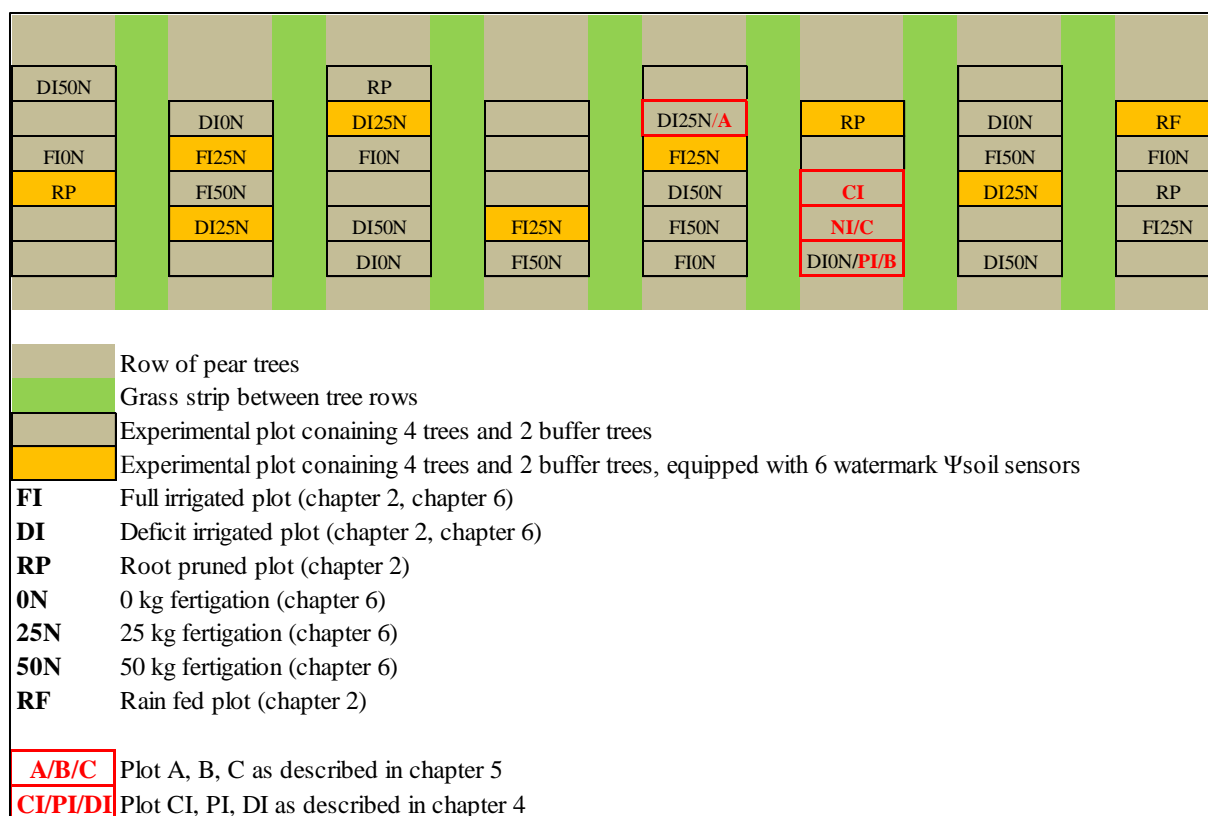 DI50N RP
DI0N DI25N DI25N/A RP DI0N RF
FI0N FI25N FI0N FI25N FI50N FI0N
RP FI50N DI50N CI DI25N RP
DI25N DI50N FI25N FI50N NI/C FI25N
DI0N FI50N FI0N DI0N/PI/B DI50N
Row of pear trees
Grass strip between tree rows
Experimental plot conaining 4 trees and 2 buffer trees
Experimental plot conaining 4 trees and 2 buffer trees, equipped with 6 watermark Ψsoil sensors
FI Full irrigated plot (chapter 2, chapter 6)
DI Deficit irrigated plot (chapter 2, chapter 6)
RP Root pruned plot (chapter 2)
0N 0 kg fertigation (chapter 6)
25N 25 kg fertigation (chapter 6)
50N 50 kg fertigation (chapter 6)
RF Rain fed plot (chapter 2)
A/B/C Plot A, B, C as described in chapter 5
CI/PI/DI Plot CI, PI, DI as described in chapter 4